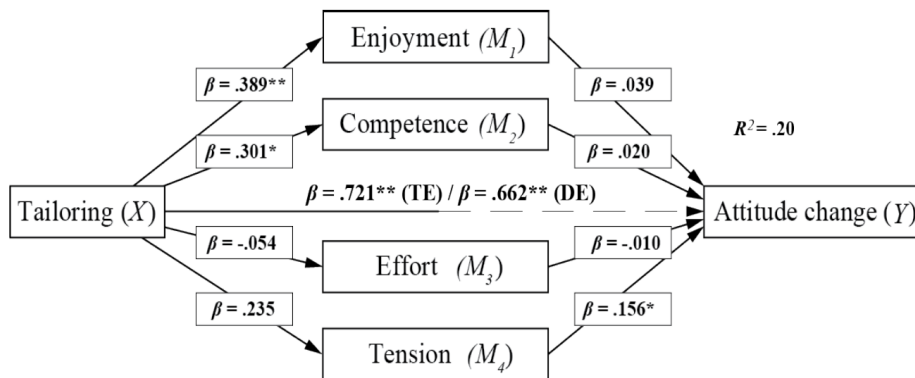 Enjoyment (M₁)
β = .389**
β = .039
Competence (M₂)
R² = .20
β = .301*
β = .020
β = .721** (TE) / β = .662** (DE)
Tailoring (X)
Attitude change (Y)
β = -.054
β = -.010
Effort (M₃)
β = .235
β = .156*
Tension (M₄)